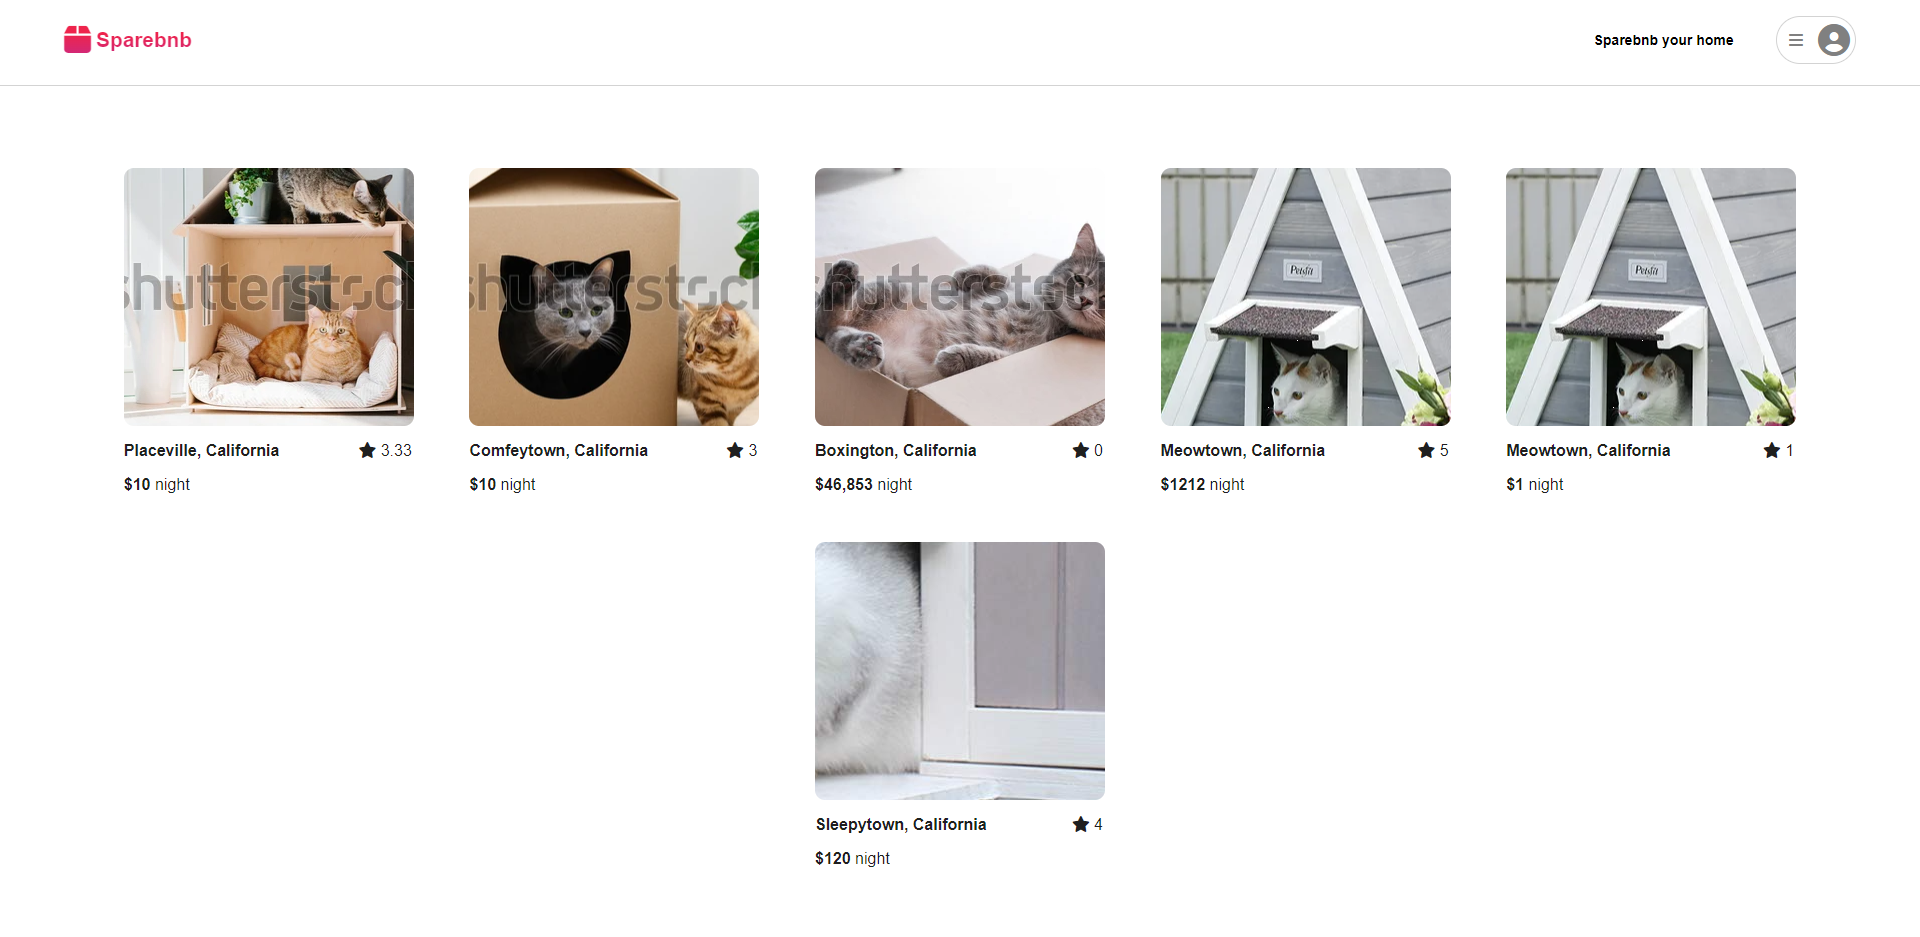 Sparebnb
Sparebnb your home
shutterstock
shutterstock
shutterstock
Petsfit
Petsfit
Placeville, California 3.33
$10 night
Comfeytown, California 3
$10 night
Boxington, California 0
$46,853 night
Meowtown, California 5
$1212 night
Meowtown, California 1
$1 night
Sleepytown, California 4
$120 night